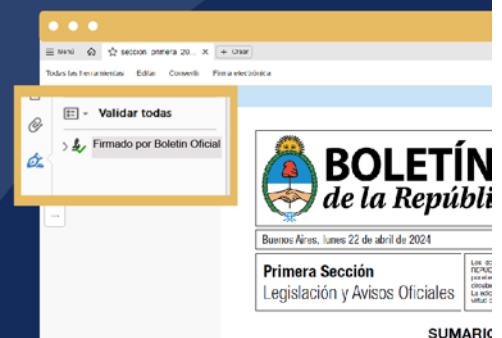 Menú sección primera 20... × + Crear
Todas las herramientas Editar Convertir Firma electrónica
Validar todas
Firmado por Boletin Oficial
BOLETÍN
de la Repúbli
Buenos Aires, lunes 22 de abril de 2024
Primera Sección
Legislación y Avisos Oficiales
SUMARIO